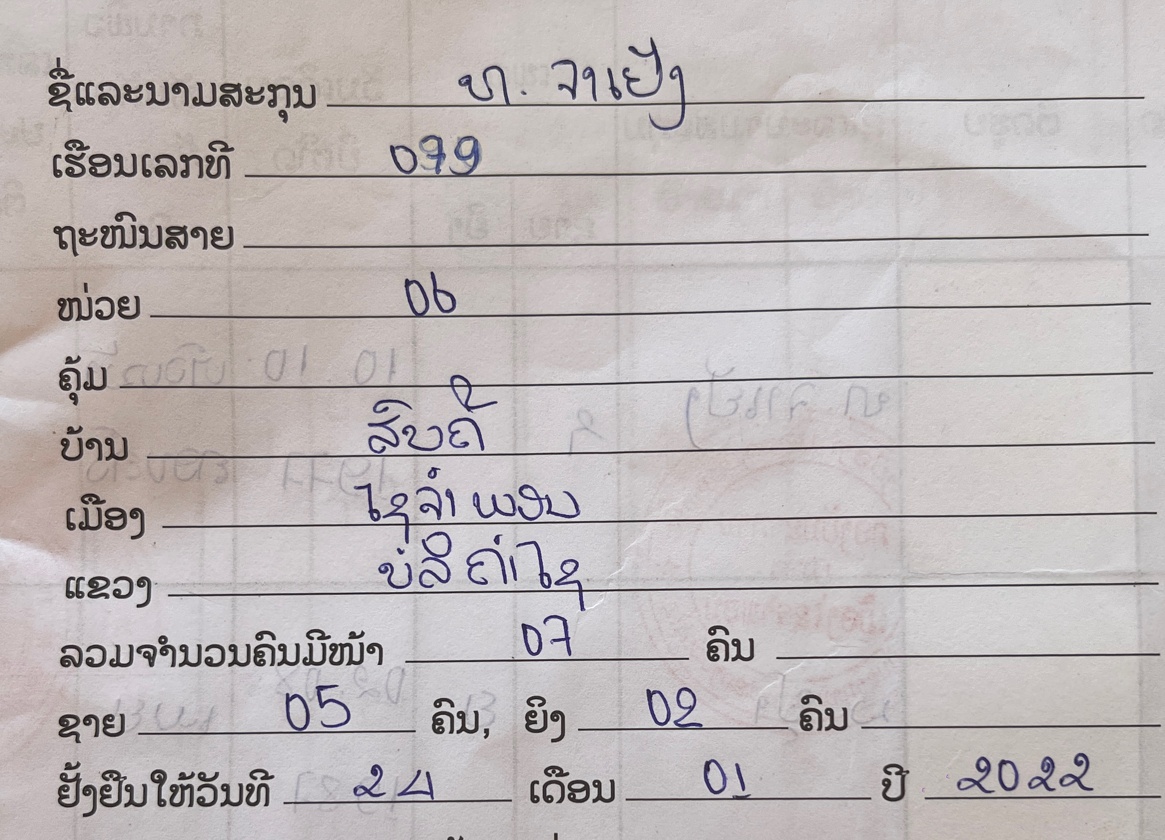 ຊື່ແລະນາມສະກຸນ ທ. ຈາເຢັງ
ເຮືອນເລກທີ 099
ຖະໜົນສາຍ
ໜ່ວຍ 06
ຄຸ້ມ
ບ້ານ ສົບຄ້
ເມືອງ ໄຊຈຳພອນ
ແຂວງ ບໍລິຄຳໄຊ
ລວມຈຳນວນຄົນມີໜ້າ 07 ຄົນ
ຊາຍ 05 ຄົນ, ຍິງ 02 ຄົນ
ຢັ້ງຢືນໃຫ້ວັນທີ 24 ເດືອນ 01 ປີ 2022